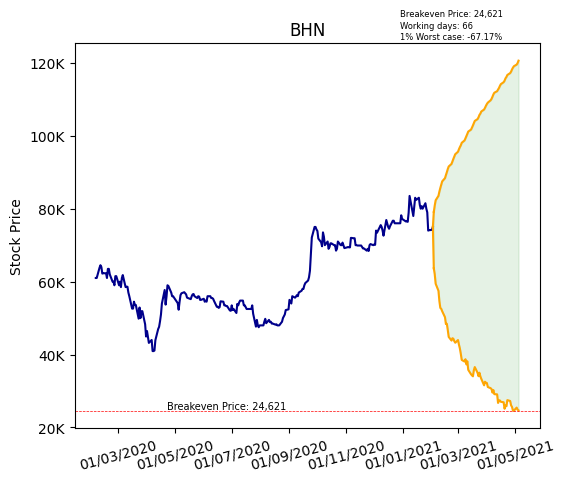 Breakeven Price: 24,621
Working days: 66
1% Worst case: -67.17%
BHN
Stock Price
120K
100K
80K
60K
40K
20K
Breakeven Price: 24,621
01/03/2020 01/05/2020 01/07/2020 01/09/2020 01/11/2020 01/01/2021 01/03/2021 01/05/2021